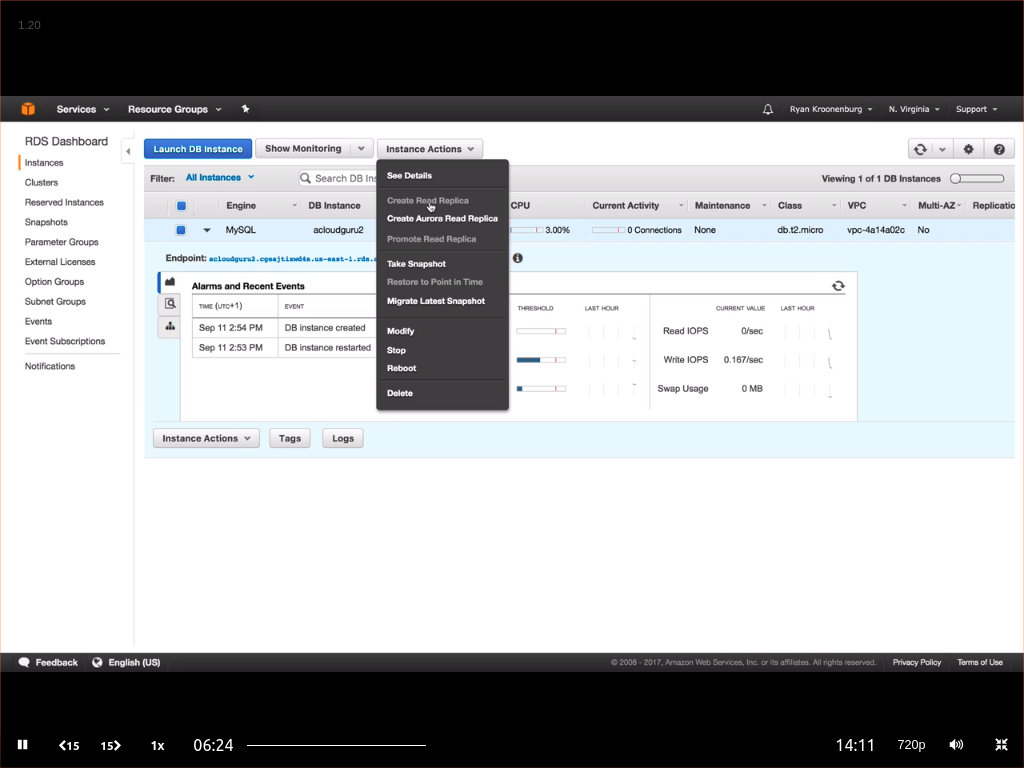 1.20
Services Resource Groups Ryan Kroonenburg N. Virginia Support
RDS Dashboard
Instances
Clusters
Reserved Instances
Snapshots
Parameter Groups
External Licenses
Option Groups
Subnet Groups
Events
Event Subscriptions
Notifications
Launch DB Instance Show Monitoring Instance Actions
Filter: All Instances Search DB Ins Viewing 1 of 1 DB Instances
Engine DB Instance CPU Current Activity Maintenance Class VPC Multi-AZ Replicatio
MySQL acloudguru2 3.00% 0 Connections None db.t2.micro vpc-4a14a02c No
See Details
Create Read Replica
Create Aurora Read Replica
Promote Read Replica
Take Snapshot
Restore to Point in Time
Migrate Latest Snapshot
Modify
Stop
Reboot
Delete
Endpoint: acloudguru2.cgeajtixwd4s.us-east-1.rds.
Alarms and Recent Events
TIME (UTC+1) EVENT
Sep 11 2:54 PM DB instance created
Sep 11 2:53 PM DB instance restarted
THRESHOLD LAST HOUR CURRENT VALUE LAST HOUR
Read IOPS 0/sec
Write IOPS 0.167/sec
Swap Usage 0 MB
Instance Actions Tags Logs
Feedback English (US) © 2008 - 2017, Amazon Web Services, Inc. or its affiliates. All rights reserved. Privacy Policy Terms of Use
15 15 1x 06:24 14:11 720p